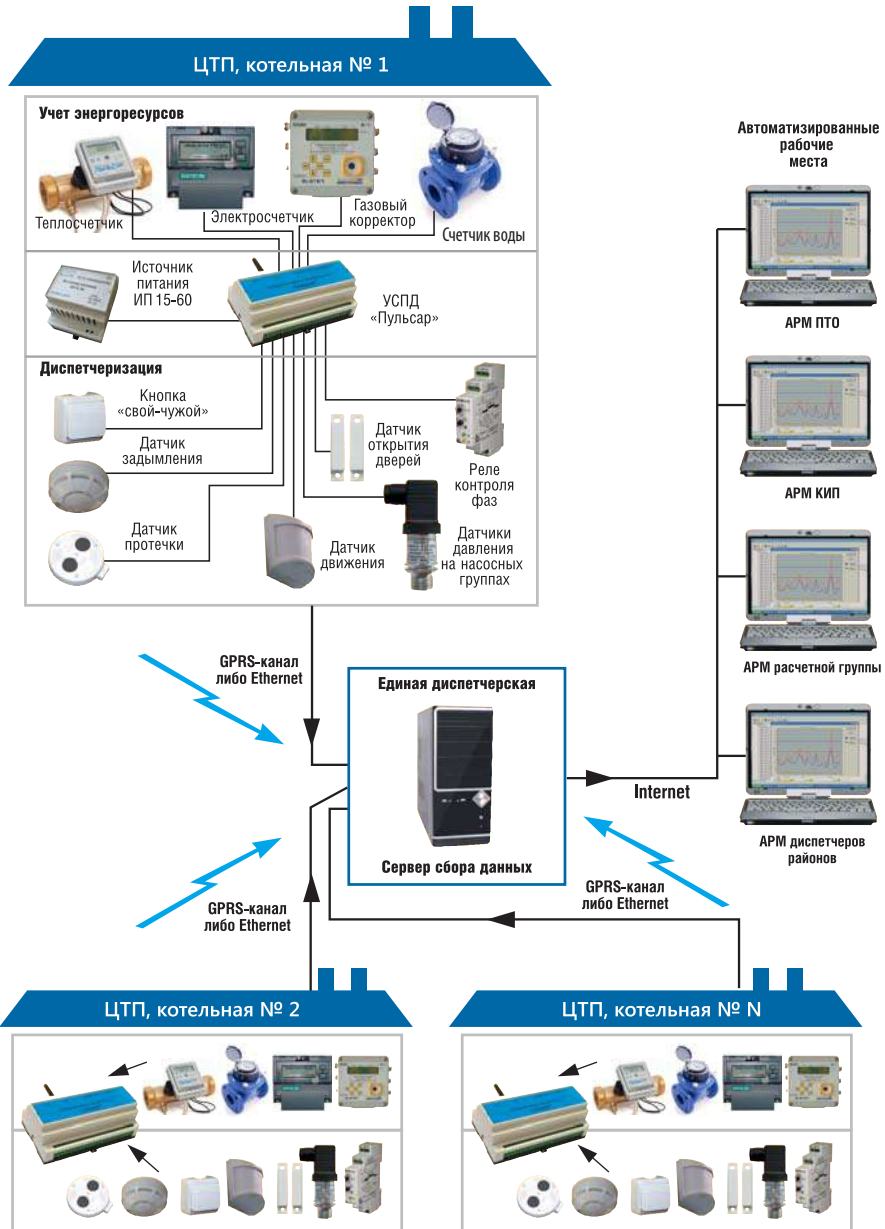 ЦТП, котельная № 1
Учет энергоресурсов
Теплосчетчик
Электросчетчик
Газовый
корректор
Счетчик воды
Источник
питания
ИП 15-60
УСПД
«Пульсар»
Диспетчеризация
Кнопка
«свой-чужой»
Датчик
задымления
Датчик
протечки
Датчик
движения
Датчик
открытия
дверей
Реле
контроля
фаз
Датчики
давления
на насосных
группах
Автоматизированные
рабочие
места
АРМ ПТО
АРМ КИП
АРМ расчетной группы
АРМ диспетчеров
районов
GPRS-канал
либо Ethernet
Единая диспетчерская
Сервер сбора данных
Internet
GPRS-канал
либо Ethernet
GPRS-канал
либо Ethernet
ЦТП, котельная № 2
ЦТП, котельная № N